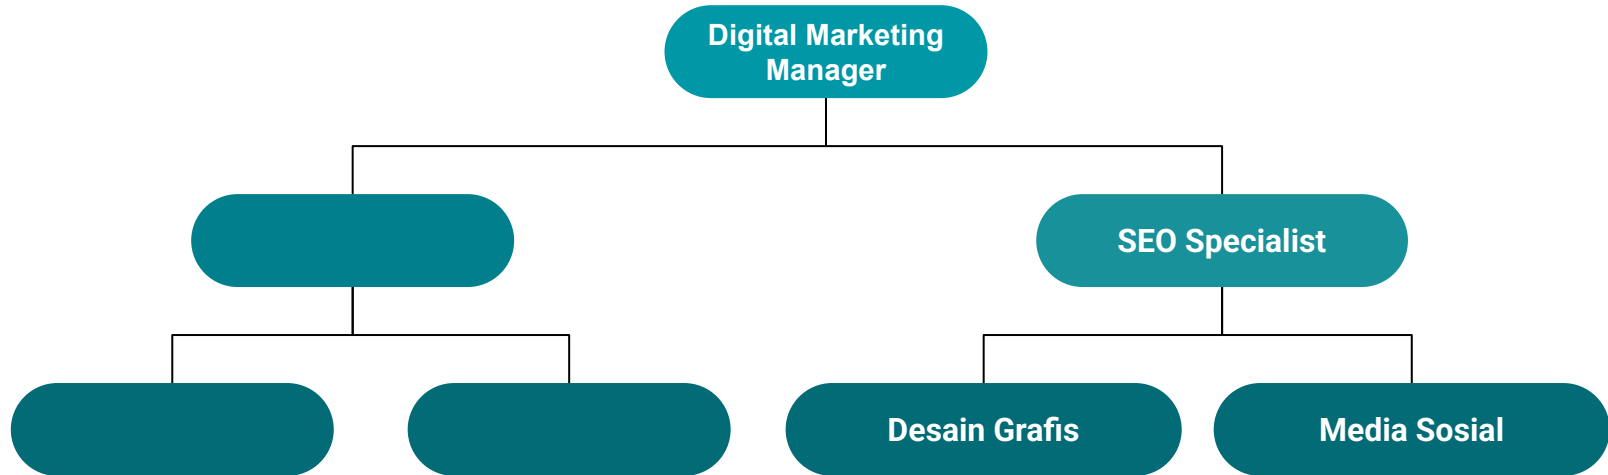 Digital Marketing
Manager
SEO Specialist
Desain Grafis
Media Sosial